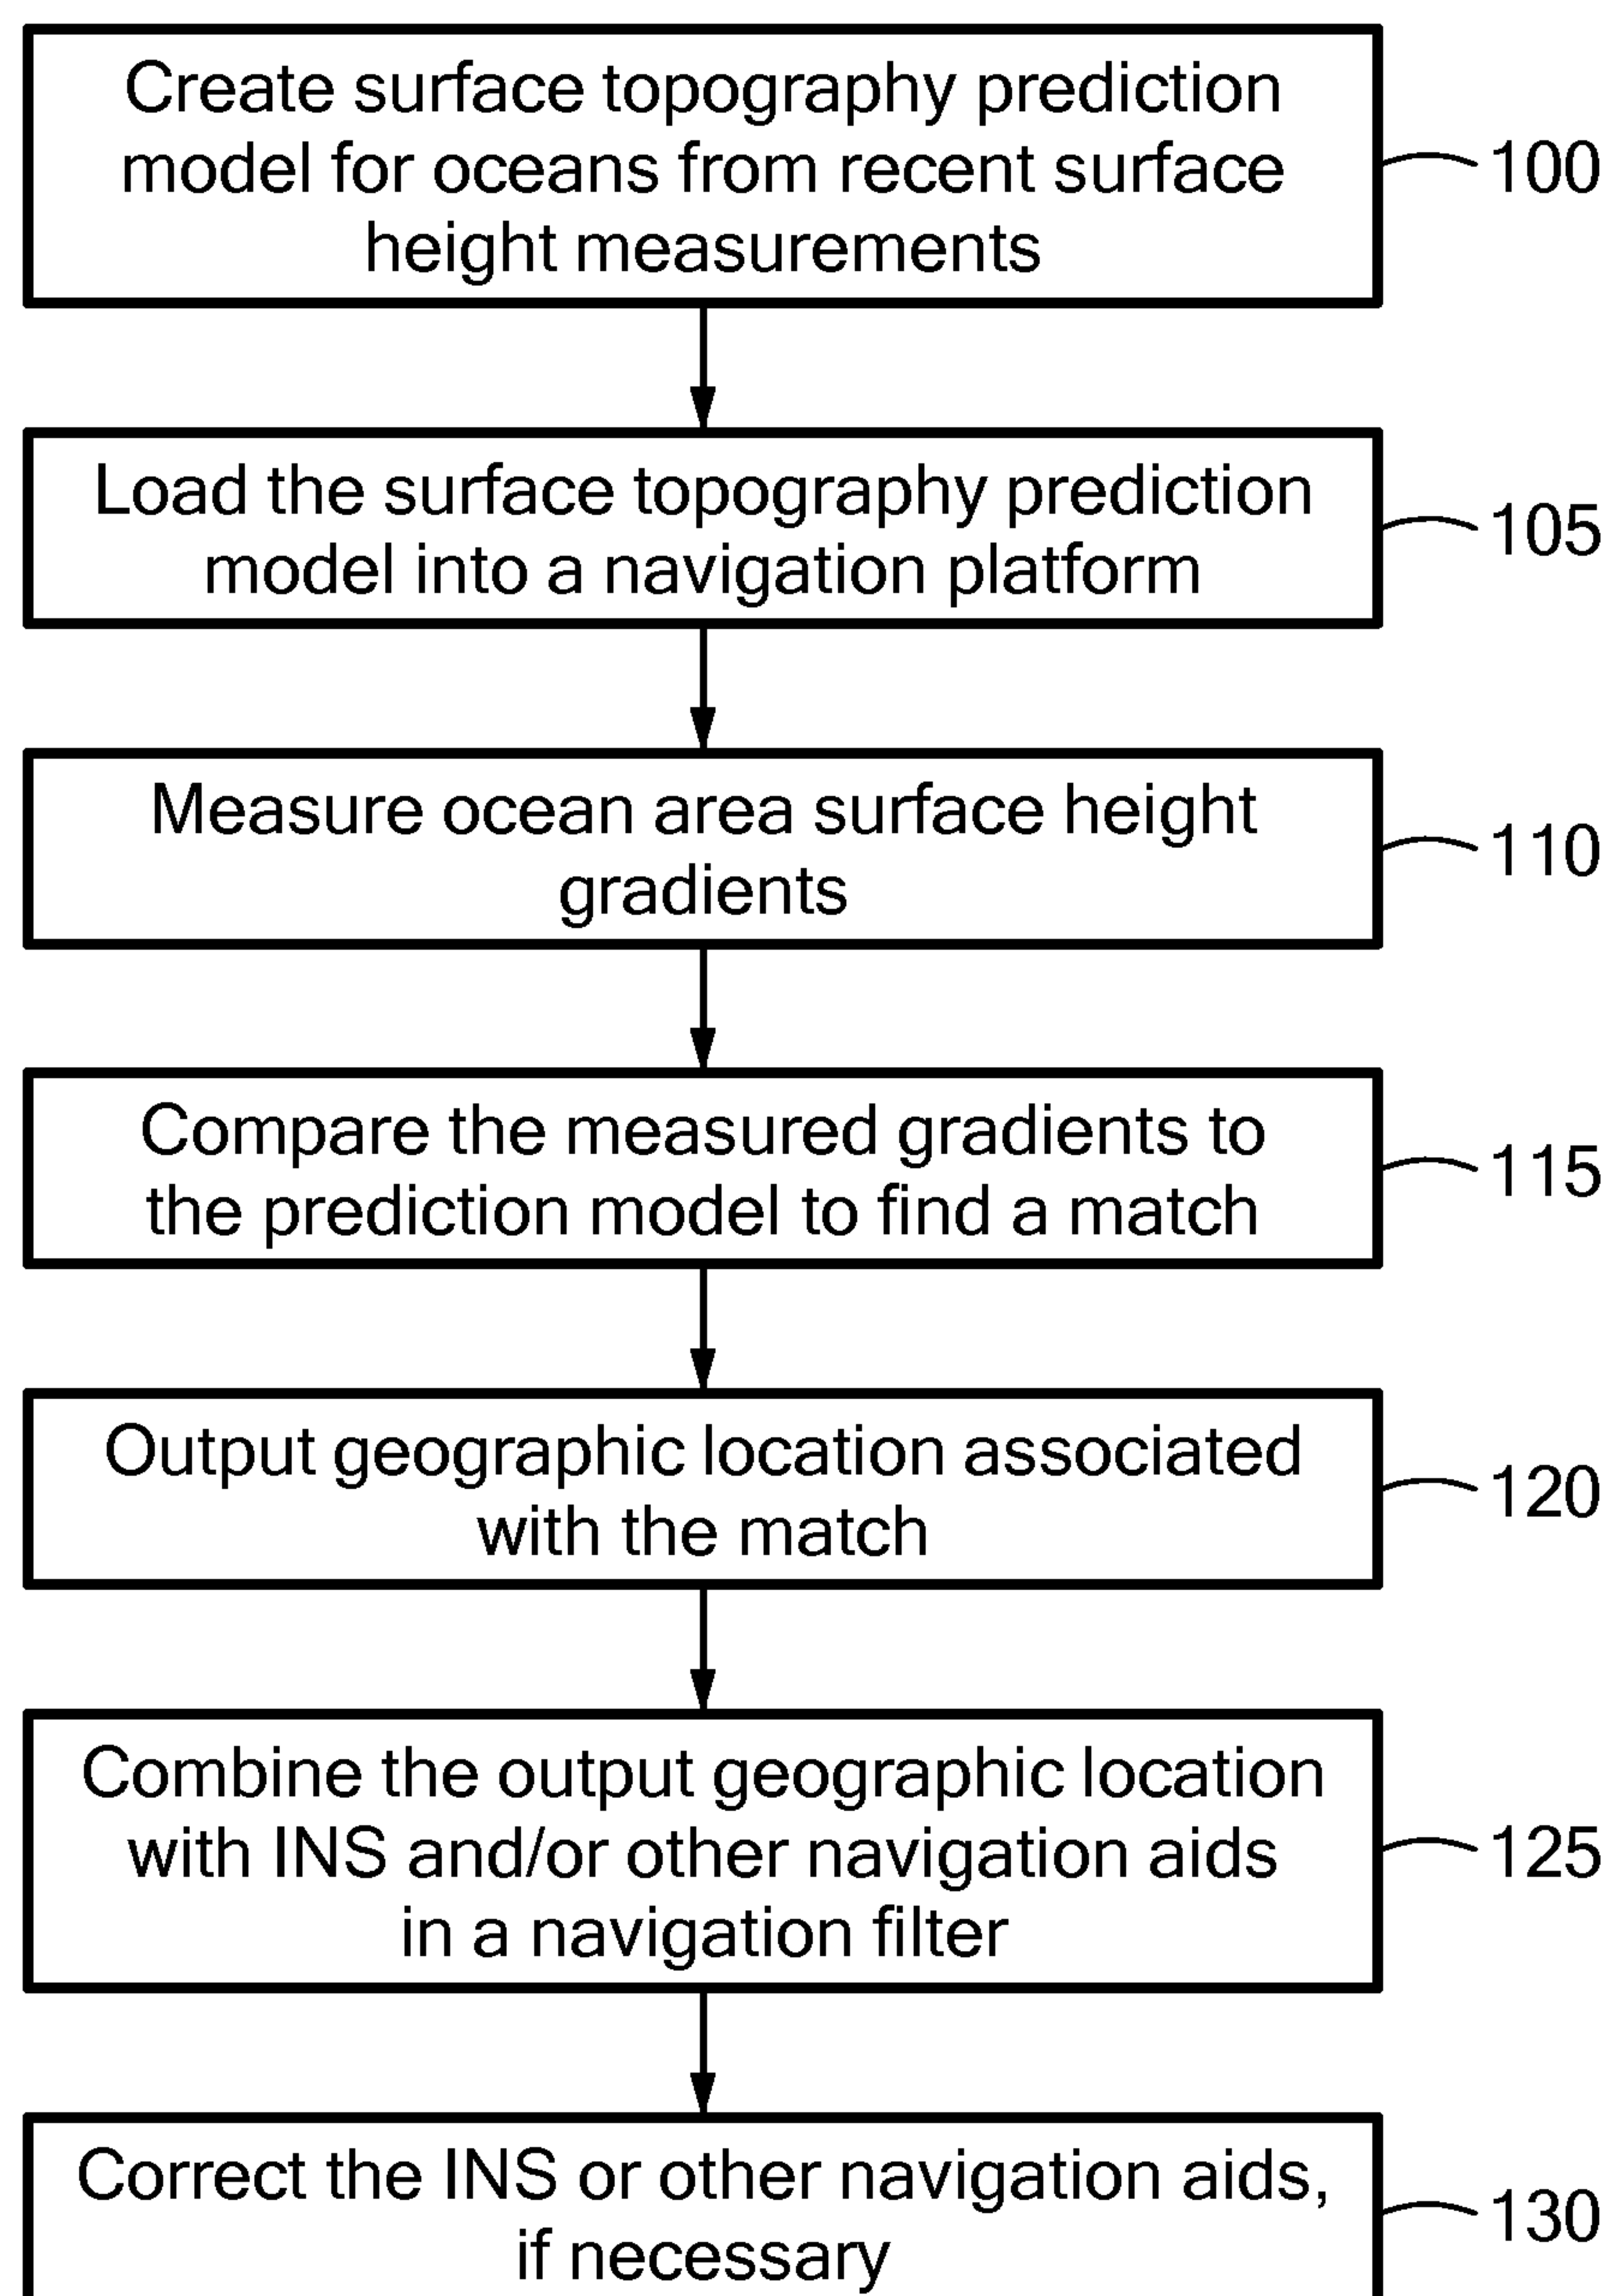 Create surface topography prediction
model for oceans from recent surface
height measurements
100
Load the surface topography prediction
model into a navigation platform
105
Measure ocean area surface height
gradients
110
Compare the measured gradients to
the prediction model to find a match
115
Output geographic location associated
with the match
120
Combine the output geographic location
with INS and/or other navigation aids
in a navigation filter
125
Correct the INS or other navigation aids,
if necessary
130